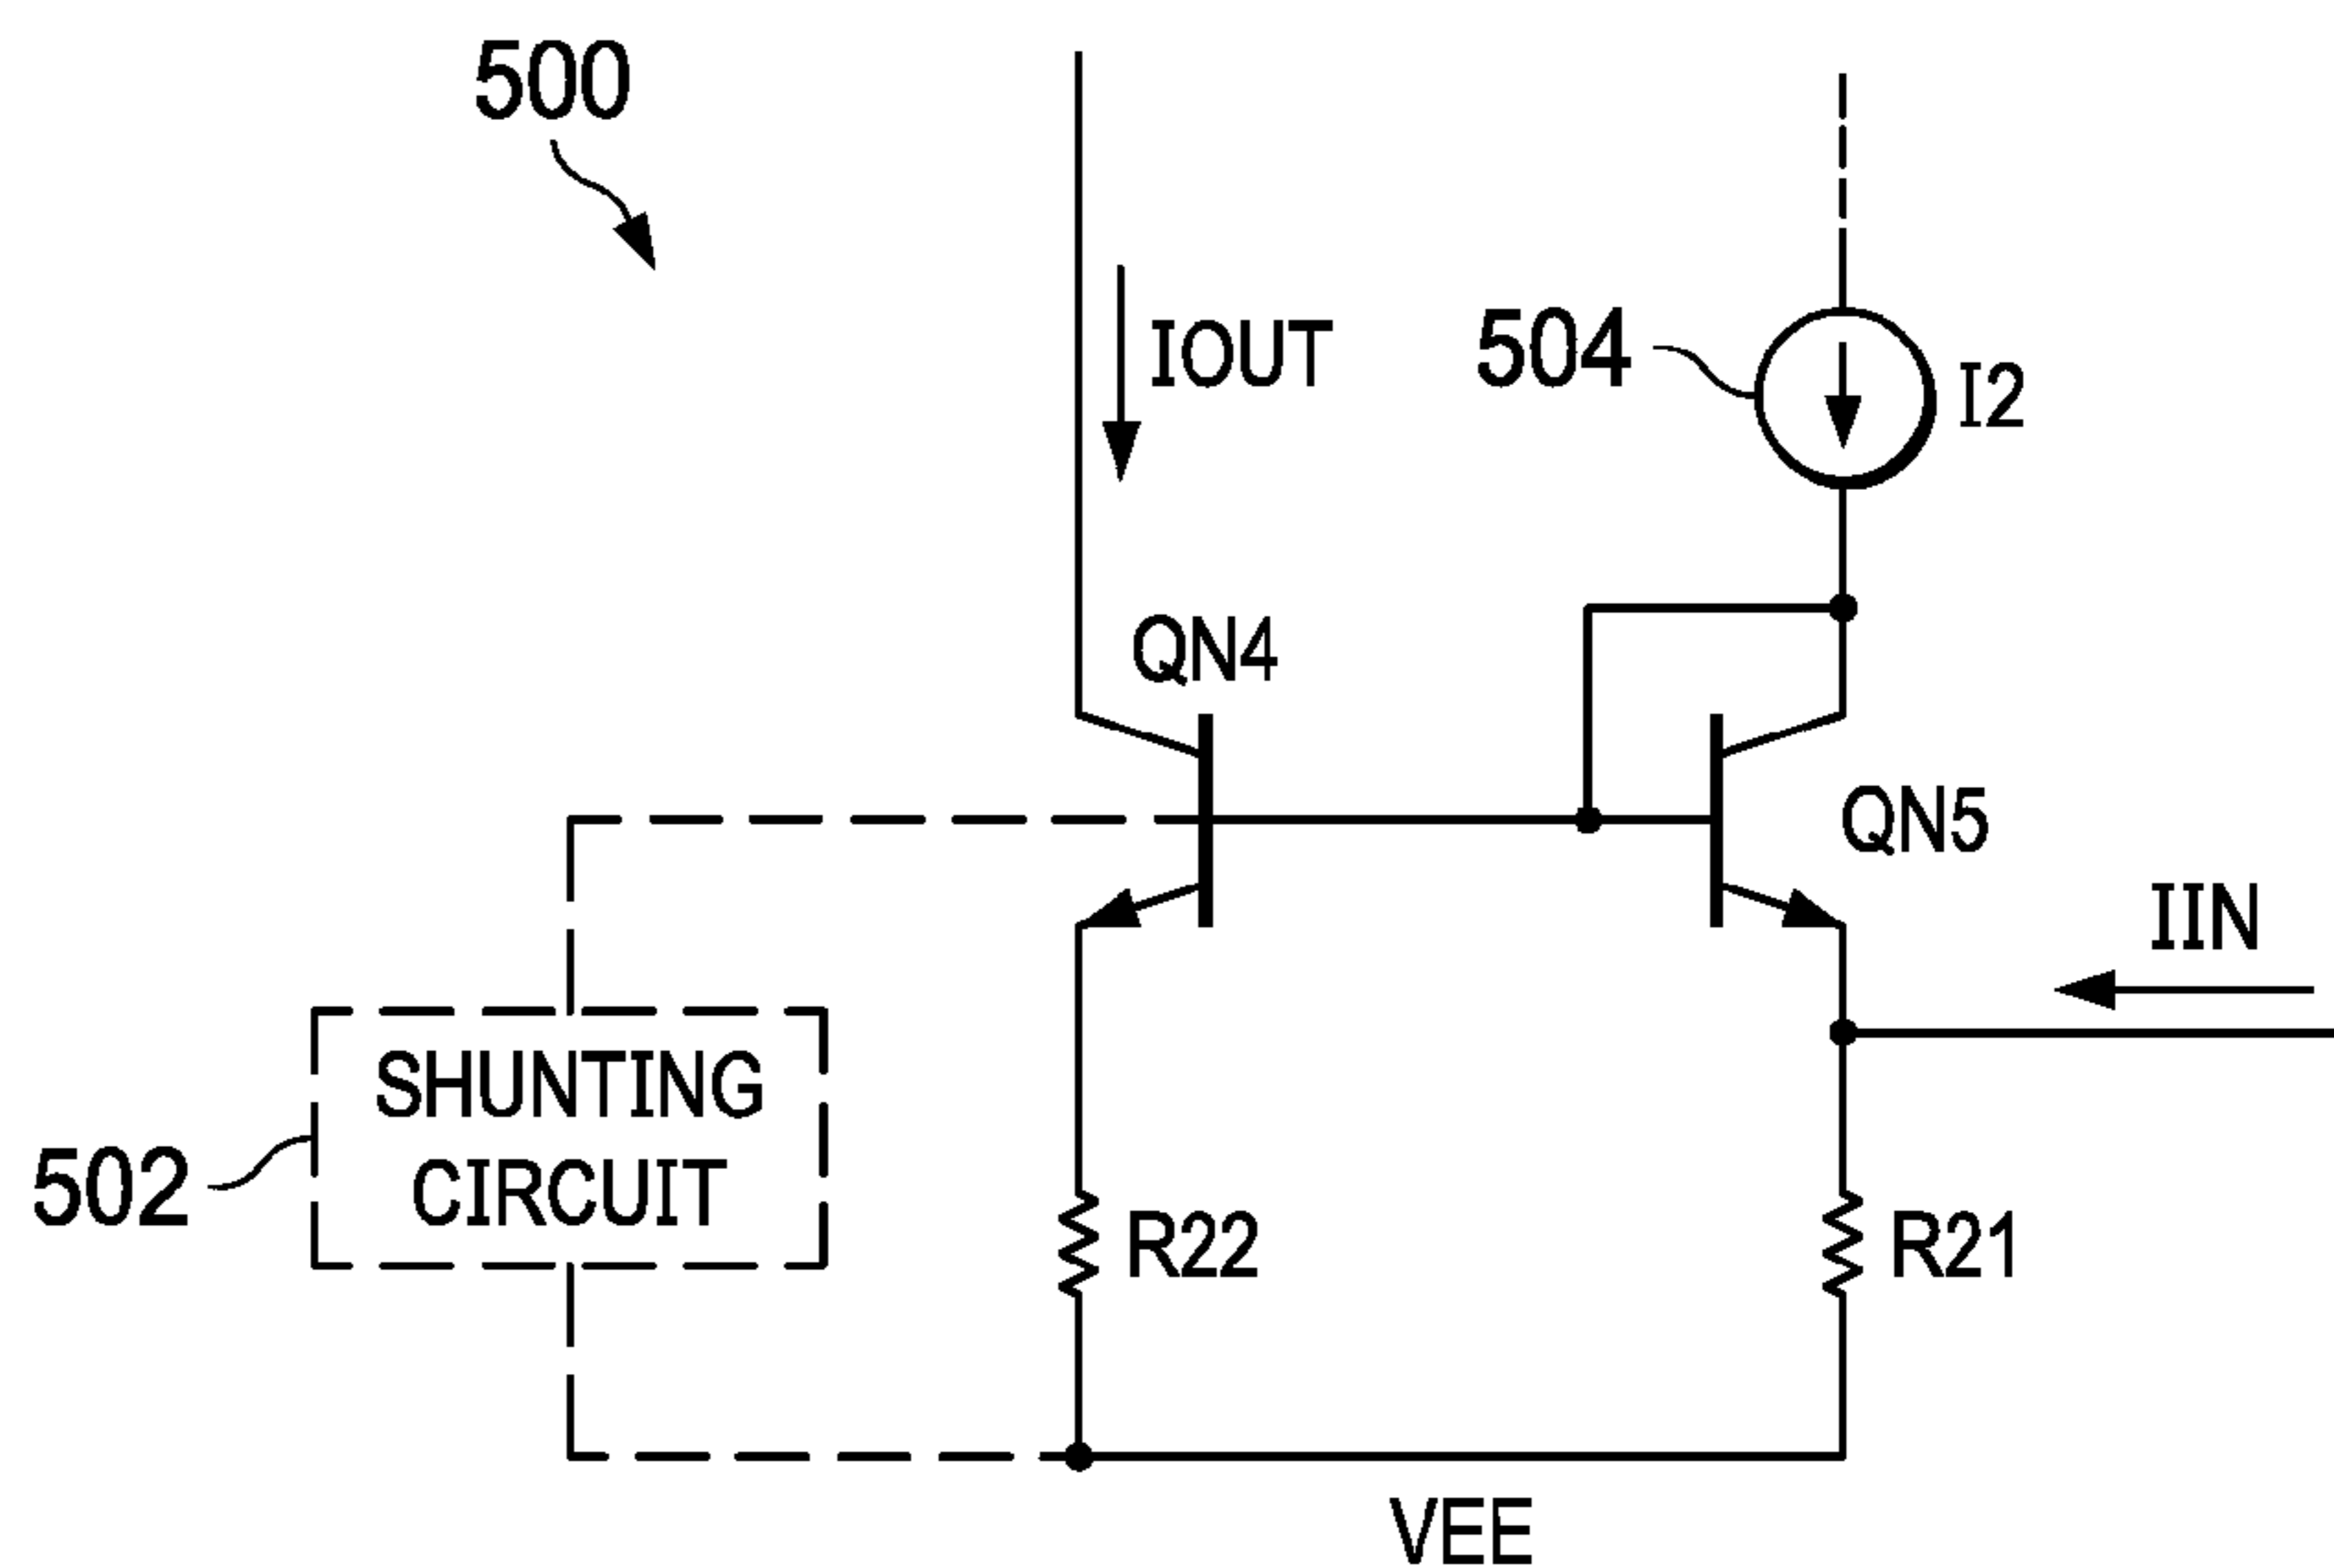 500
IOUT
504
I2
QN4
QN5
IIN
SHUNTING
CIRCUIT
502
R22
R21
VEE